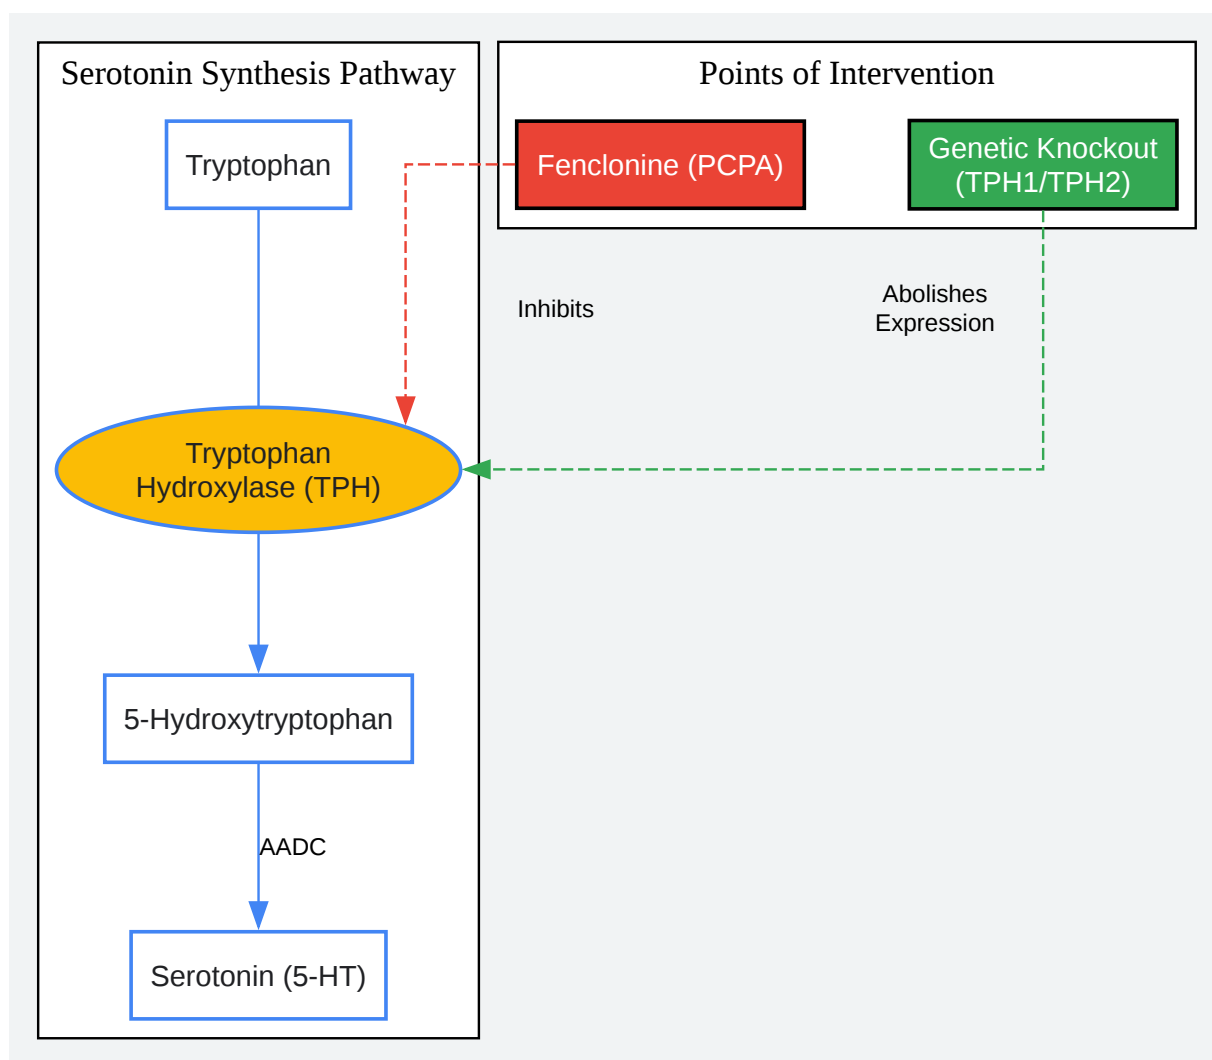 Serotonin Synthesis Pathway
Tryptophan
Tryptophan
Hydroxylase (TPH)
5-Hydroxytryptophan
AADC
Serotonin (5-HT)
Points of Intervention
Fenclonine (PCPA)
Genetic Knockout
(TPH1/TPH2)
Inhibits
Abolishes
Expression